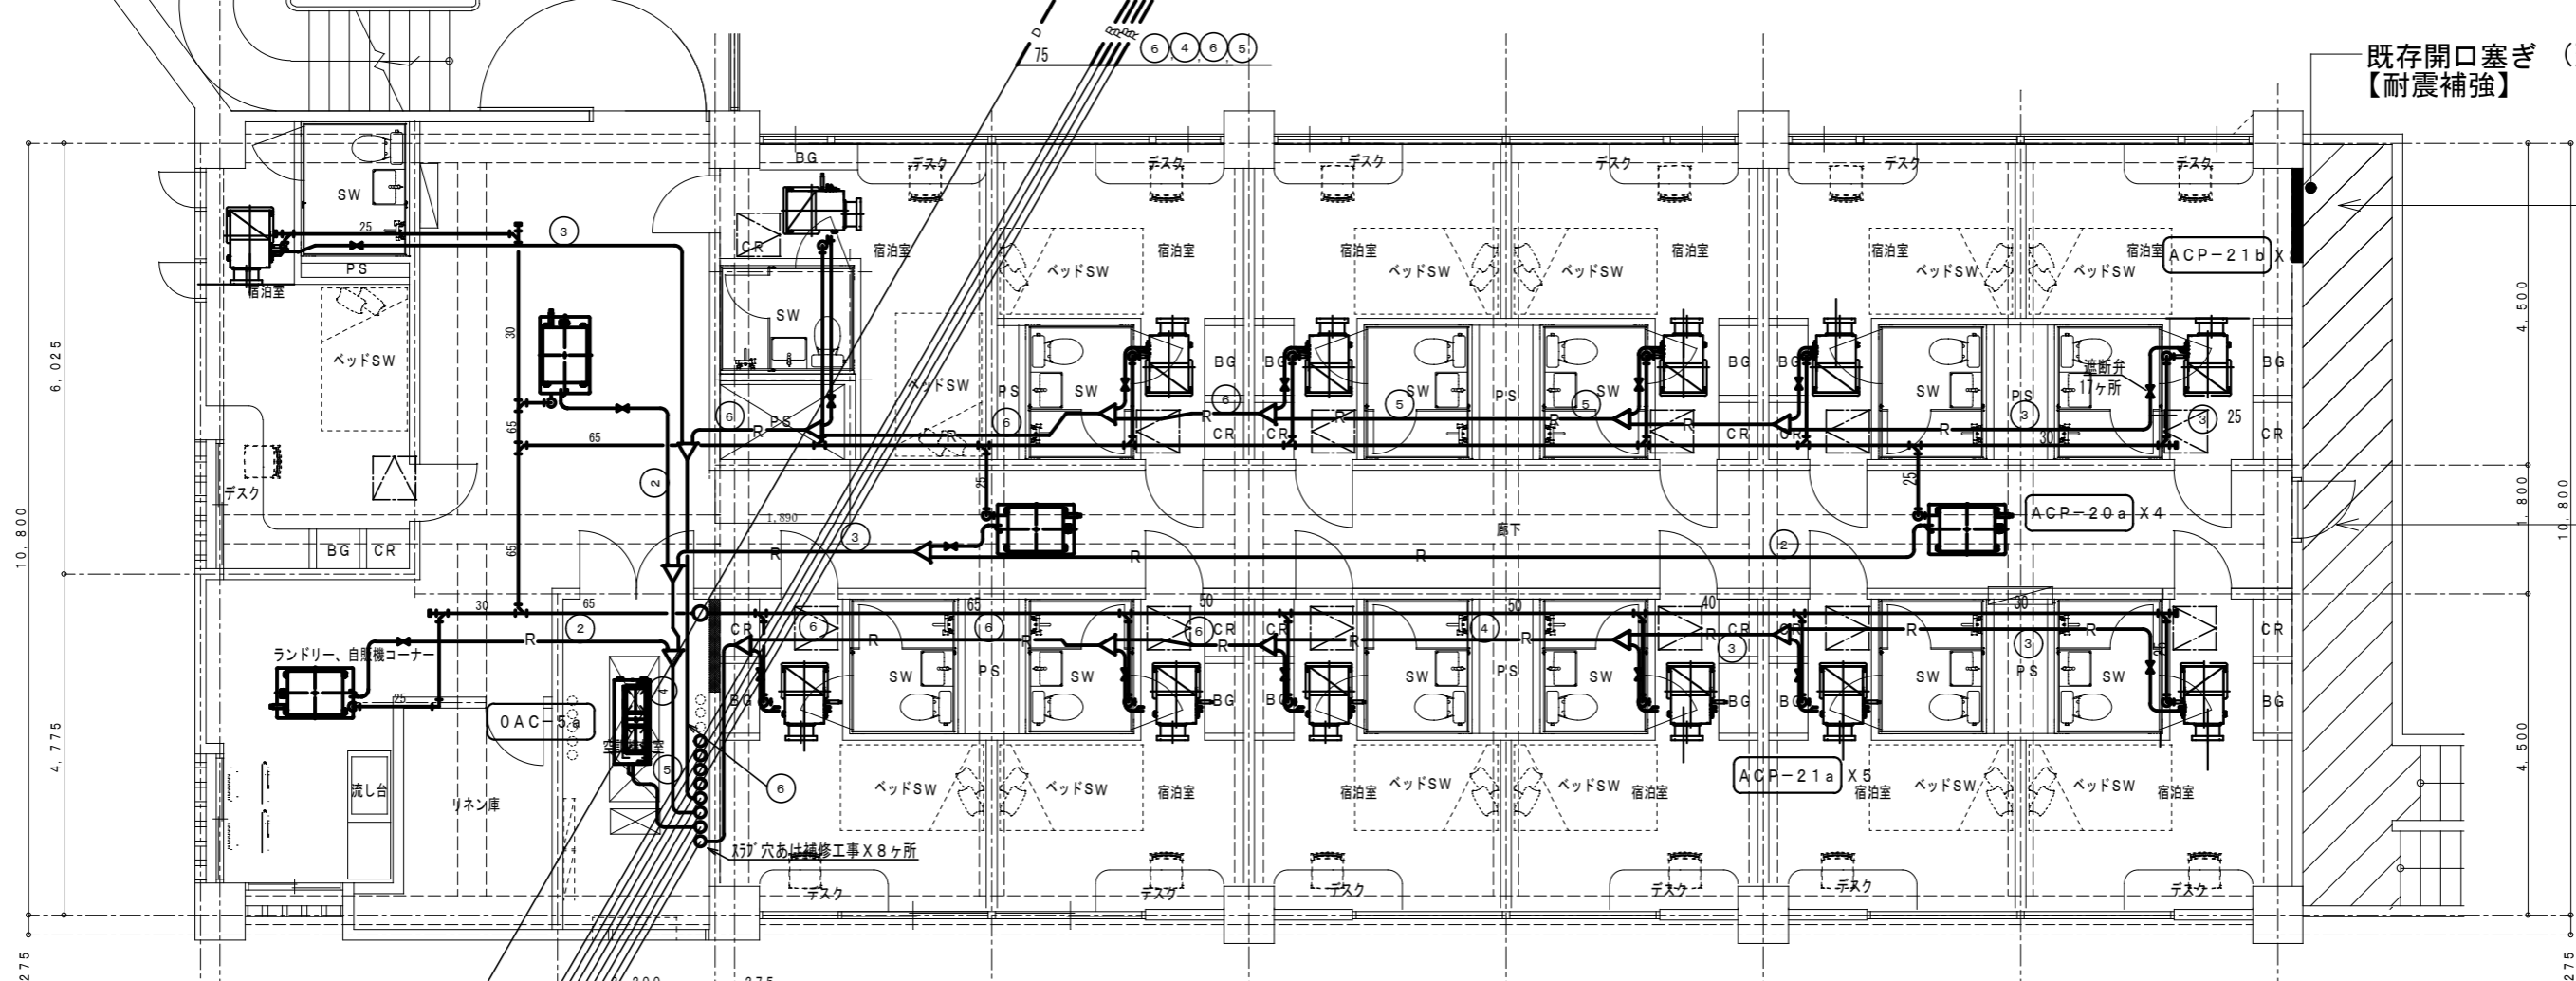 D
R
R
R
75
6
4
6
5
既存開口塞ぎ （
【耐震補強】
BG
デスク
デスク
デスク
デスク
デスク
デスク
SW
25
3
PS
宿泊室
CR
宿泊室
宿泊室
宿泊室
宿泊室
宿泊室
宿泊室
ACP-21b X
ベッドSW
ベッドSW
ベッドSW
ベッドSW
ベッドSW
ベッドSW
ベッドSW
ベッドSW
SW
30
4,500
6,025
PS
SW
BG
BG
SW
PS
SW
BG
BG
SW
PS
SW
遮断弁
17ヶ所
BG
6
PS
R
6
R
6
R
CR
CR
5
R
5
R
R
CR
CR
3
R
30
3
25
CR
65
65
2
25
25
デスク
1,890
3
廊下
2
ACP-20a X4
1,800
10,800
10,800
BG
CR
65
R
R
R
30
65
2
R
65
50
50
40
30
CR
6
R
6
R
6
CR
CR
R
4
R
R
3
CR
CR
R
3
R
CR
25
ランドリー、自販機コーナー
25
OAC-5a
4
BG
SW
PS
SW
BG
BG
SW
PS
SW
BG
BG
SW
PS
SW
BG
4,775
4,500
5
6
ACP-21a X5
流し台
リネン庫
ベッドSW
ベッドSW
宿泊室
宿泊室
ベッドSW
ベッドSW
宿泊室
宿泊室
ベッドSW
ベッドSW
宿泊室
ｽﾗﾌﾞ穴あけ補修工事X8ヶ所
デスク
デスク
デスク
デスク
デスク
デスク
275
275
275